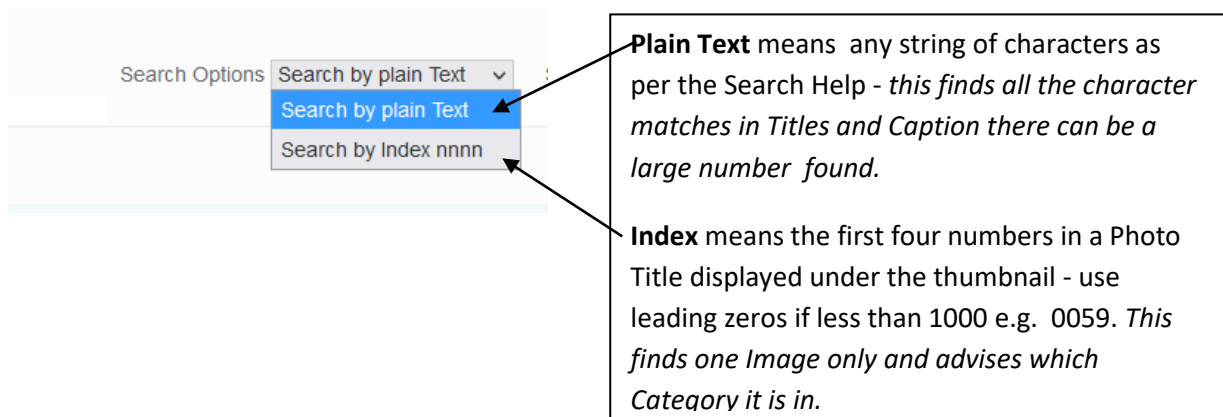 Search Options Search by plain Text
Search by plain Text
Search by Index nnnn
Plain Text means  any string of characters as
per the Search Help - this finds all the character
matches in Titles and Caption there can be a
large number  found.
Index means the first four numbers in a Photo
Title displayed under the thumbnail - use
leading zeros if less than 1000 e.g.  0059. This
finds one Image only and advises which
Category it is in.